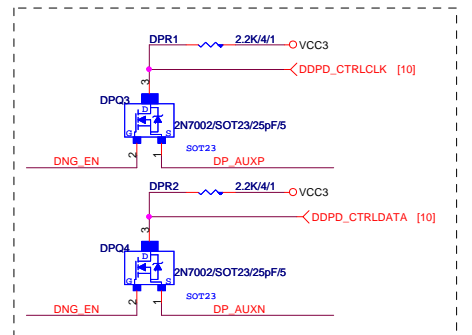 DPR1 2.2K/4/1 VCC3
DDPD_CTRLCLK [10]
3
DPQ3
D
2N7002/SOT23/25pF/5
G S
SOT23
2 1
DNG_EN DP_AUXP
DPR2 2.2K/4/1 VCC3
DDPD_CTRLDATA [10]
3
DPQ4
D
2N7002/SOT23/25pF/5
G S
SOT23
2 1
DNG_EN DP_AUXN